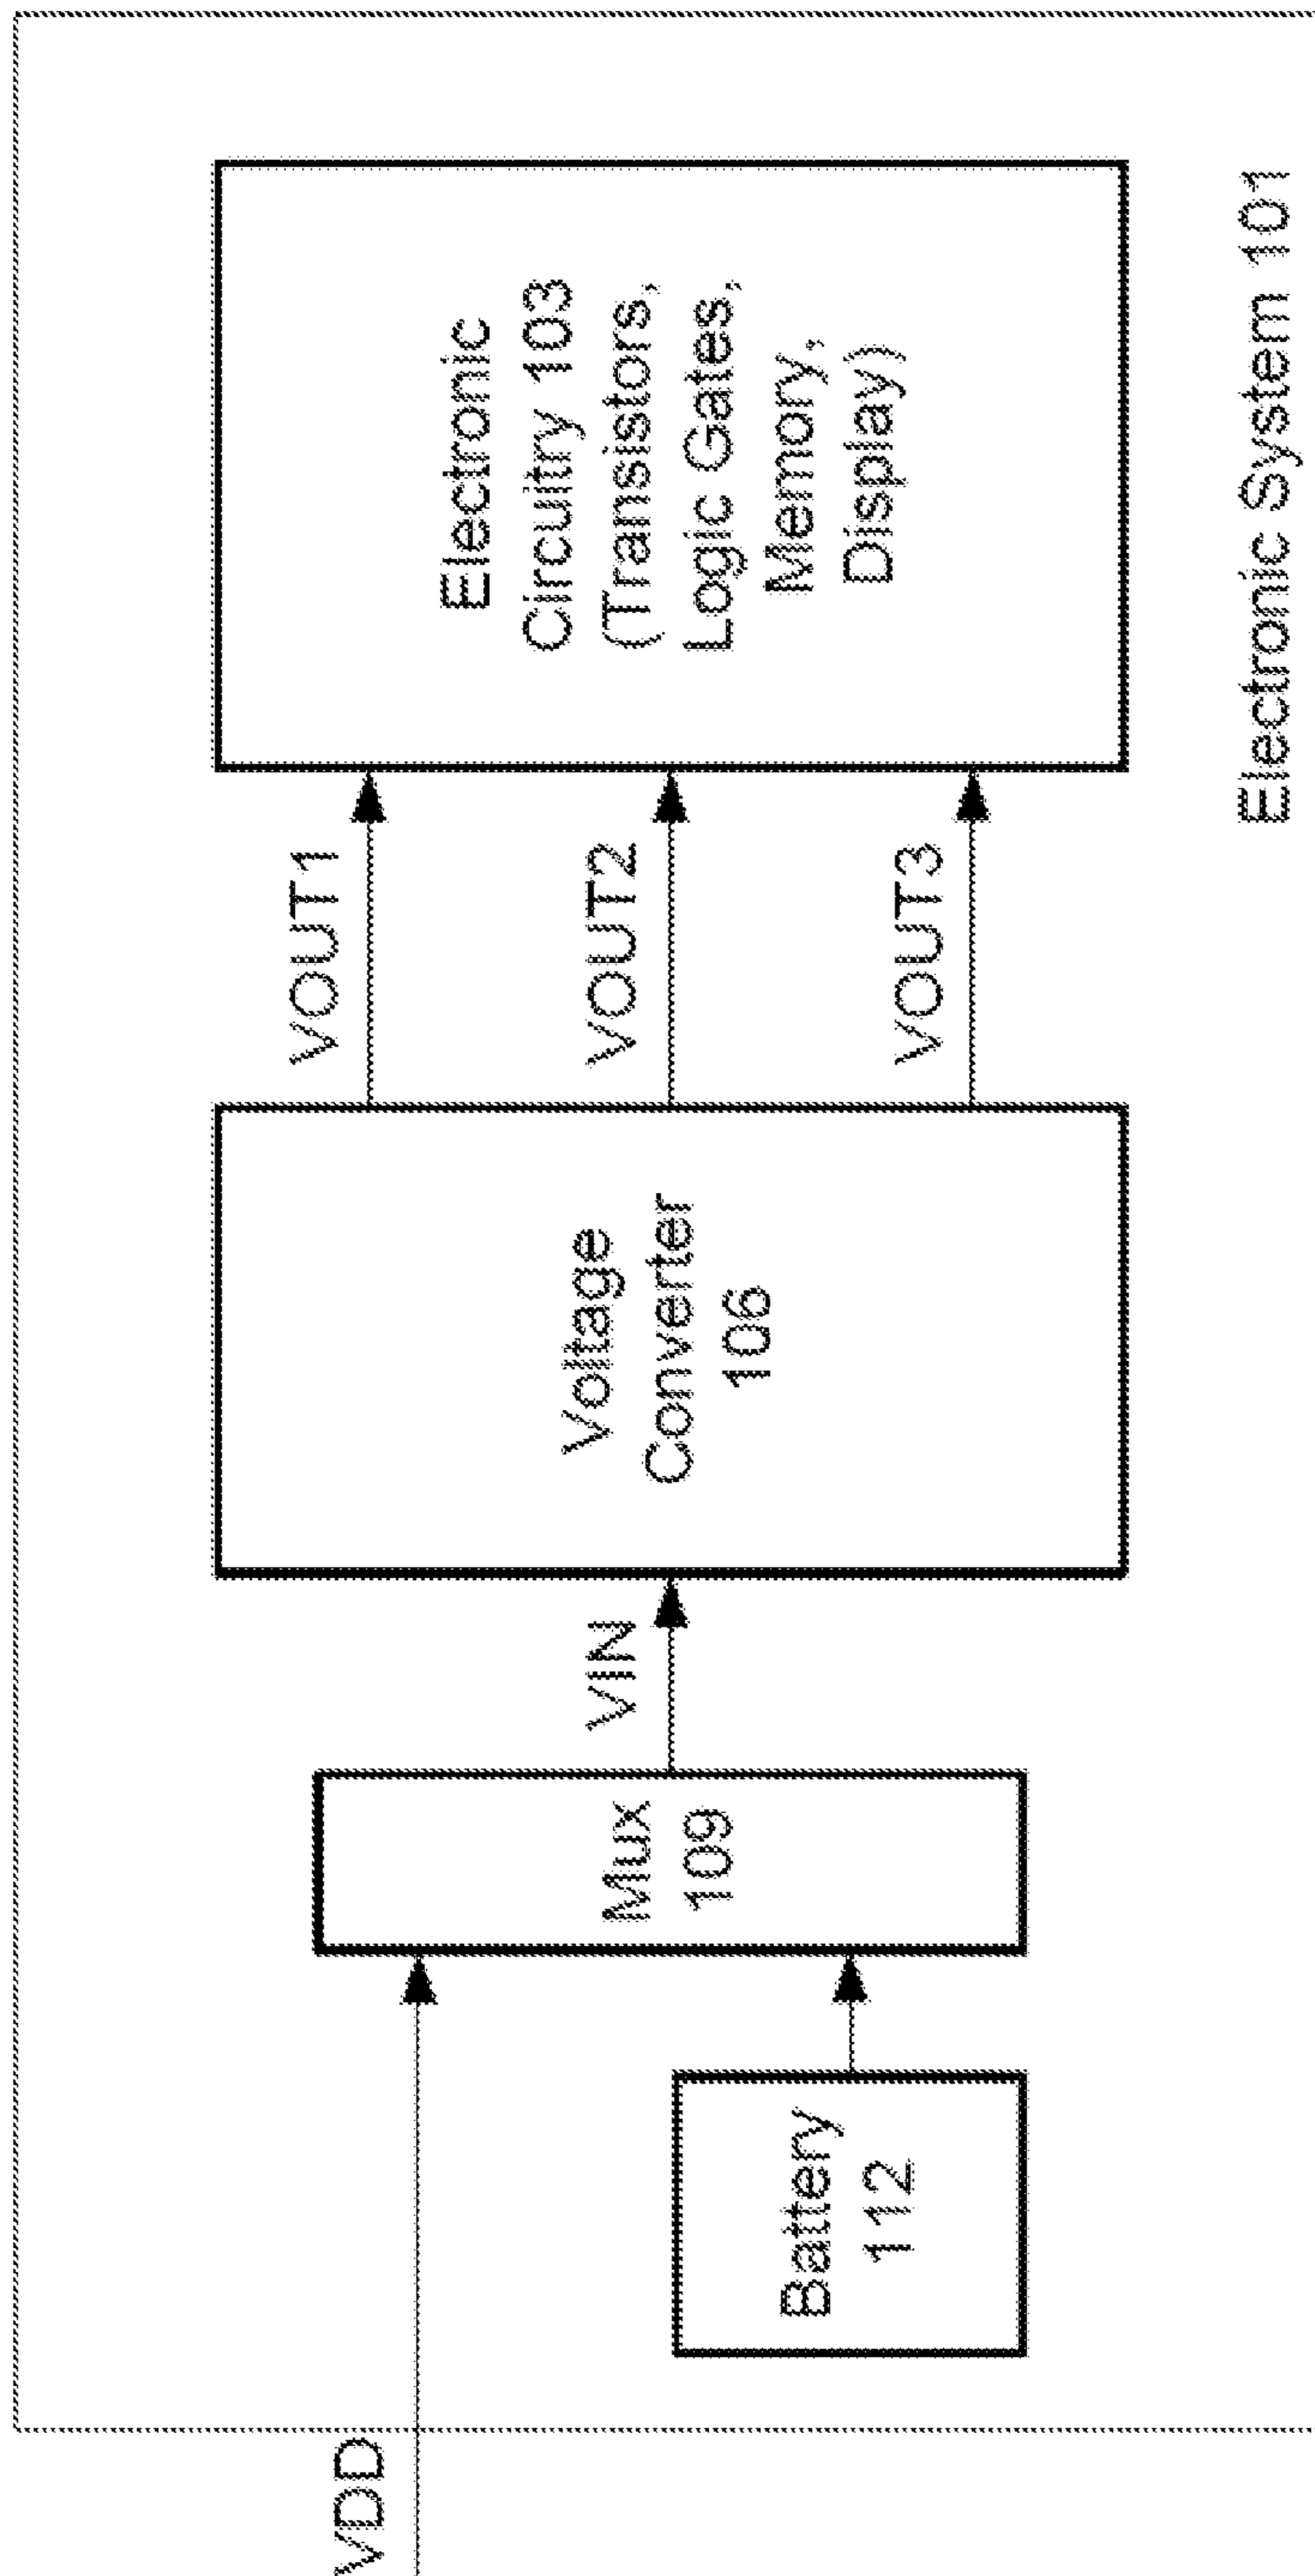 VDD
Battery
112
Mux
109
VIN
Voltage
Converter
106
VOUT1
VOUT2
VOUT3
Electronic
Circuitry 103
(Transistors,
Logic Gates,
Memory,
Display)
Electronic System 101